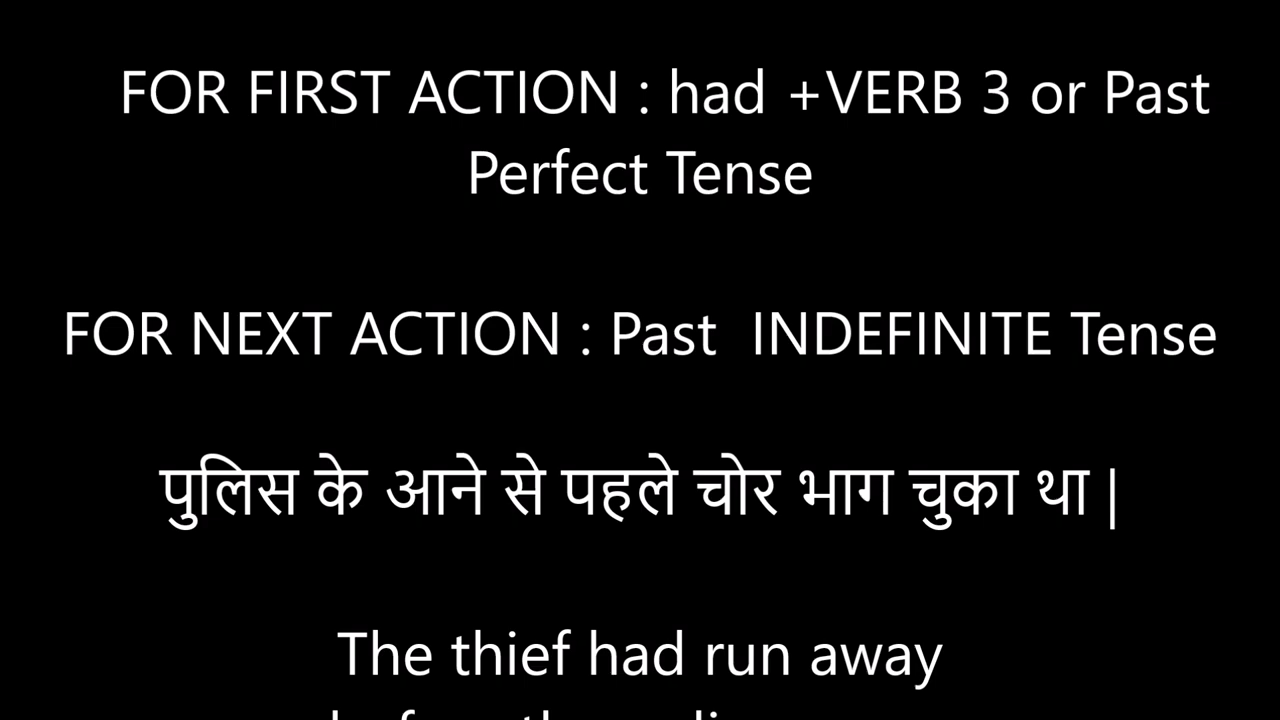 FOR FIRST ACTION : had +VERB 3 or Past
Perfect Tense
FOR NEXT ACTION : Past  INDEFINITE Tense
पुलिस के आने से पहले चोर भाग चुका था |
The thief had run away